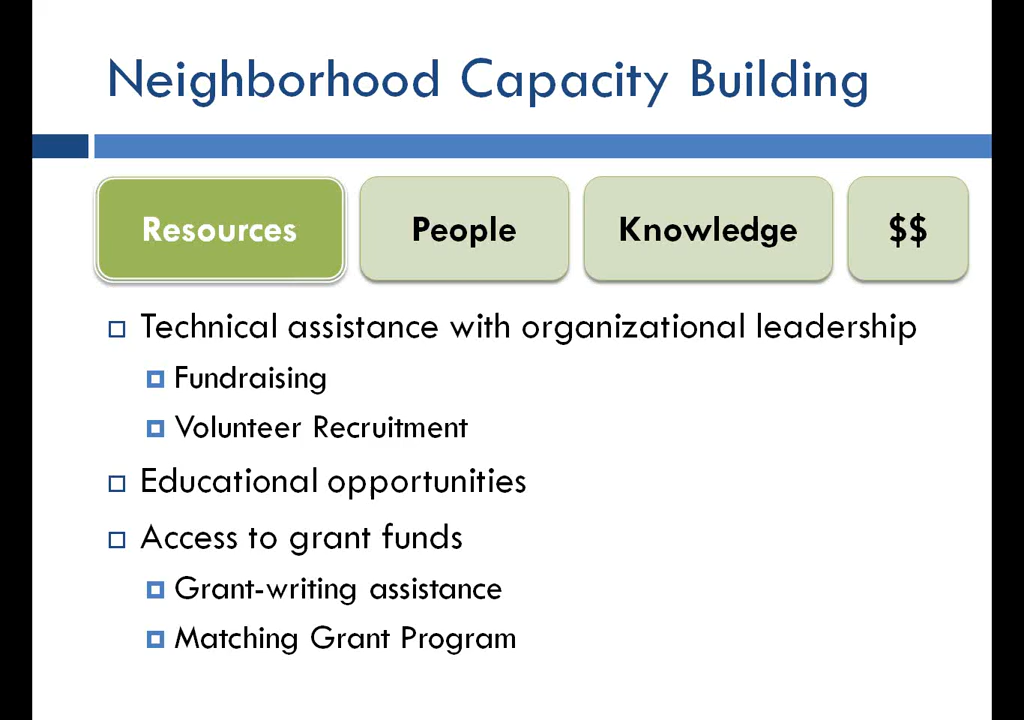 Neighborhood Capacity Building
Resources People Knowledge $$
Technical assistance with organizational leadership
Fundraising
Volunteer Recruitment
Educational opportunities
Access to grant funds
Grant-writing assistance
Matching Grant Program